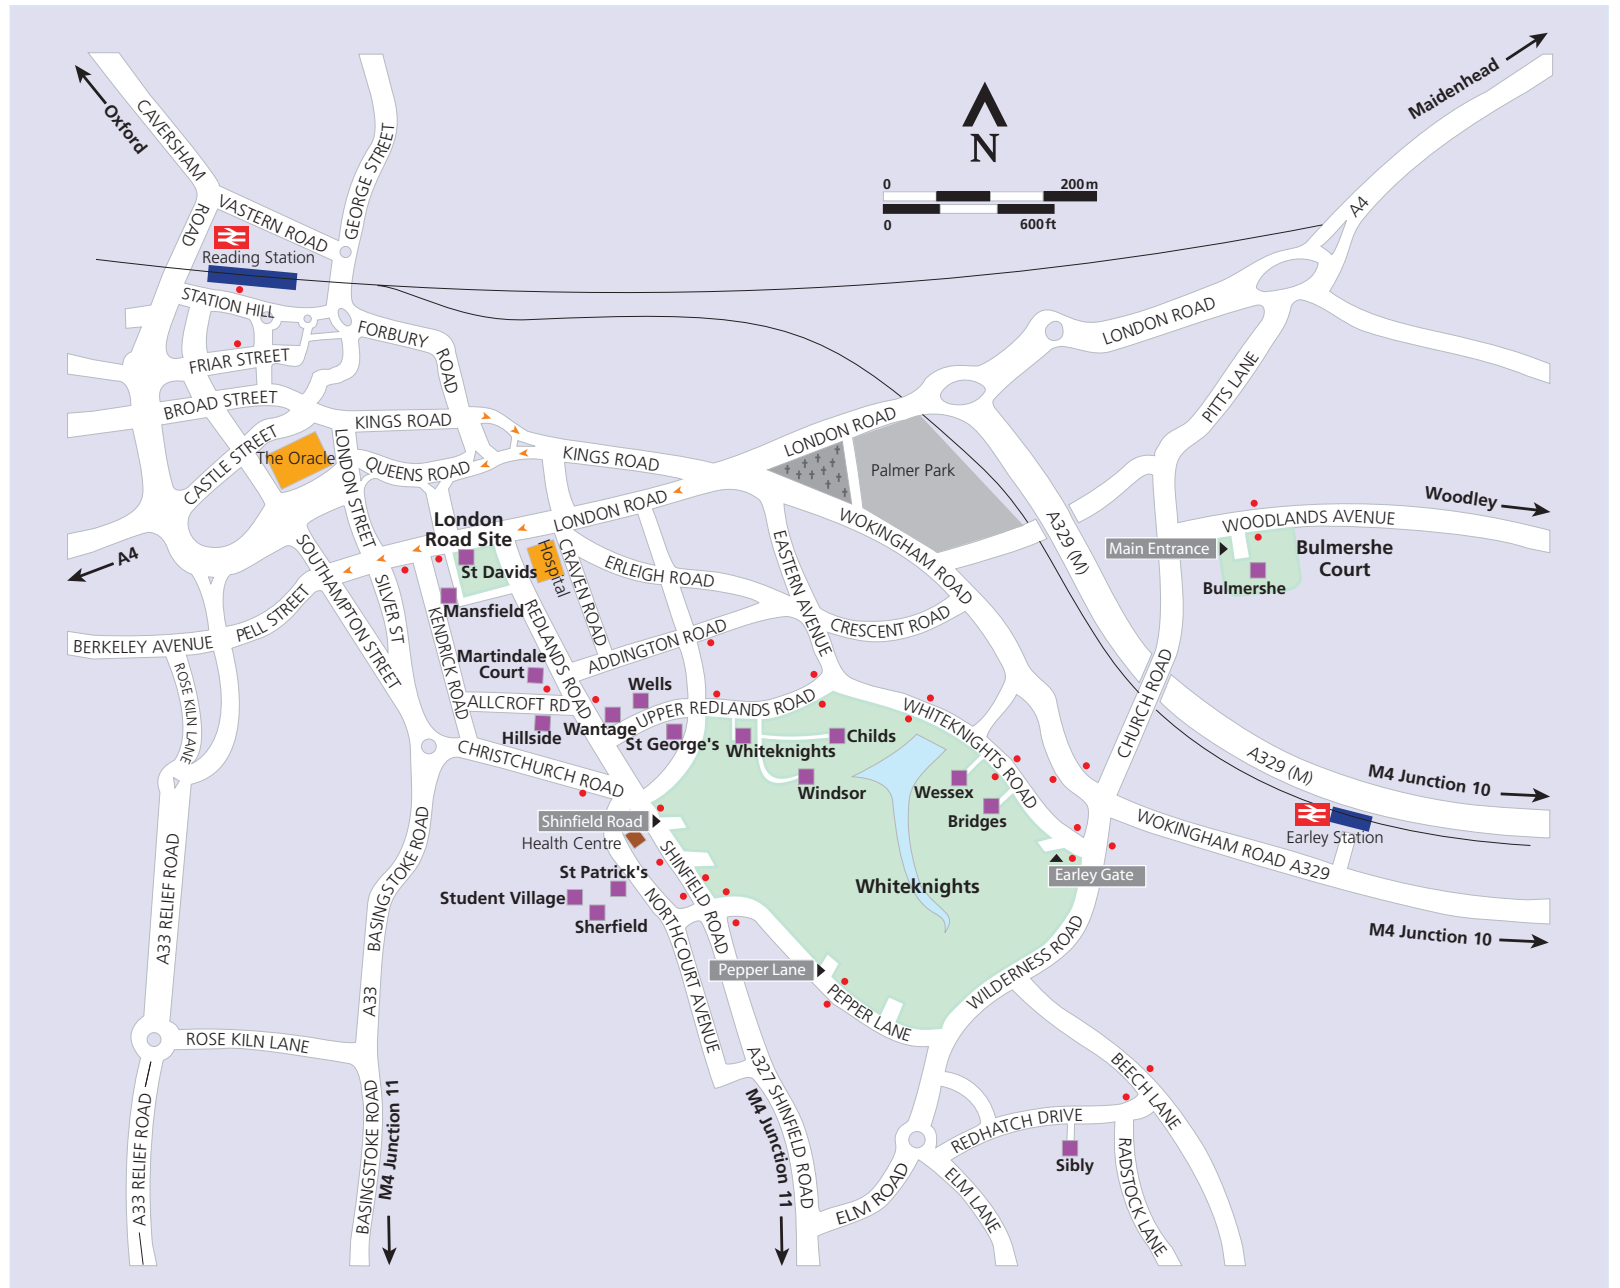 Oxford
CAVERSHAM
ROAD
VASTERN ROAD
GEORGE STREET
Reading Station
STATION HILL
FORBURY
ROAD
FRIAR STREET
BROAD STREET
CASTLE STREET
The Oracle
KINGS ROAD
LONDON STREET
QUEENS ROAD
KINGS ROAD
N
0
200m
0
600ft
Maidenhead
A4
LONDON ROAD
PITTS LANE
LONDON ROAD
Palmer Park
LONDON ROAD
London
Road Site
St Davids
Hospital
CRAVEN ROAD
ERLEIGH ROAD
EASTERN AVENUE
WOKINGHAM ROAD
A329 (M)
Woodley
WOODLANDS AVENUE
Main Entrance
Bulmershe
Court
Bulmershe
A4
SOUTHAMPTON STREET
SILVER ST
PELL STREET
BERKELEY AVENUE
ROSE KILN LANE
Mansfield
KENDRICK ROAD
REDLANDS ROAD
ADDINGTON ROAD
CRESCENT ROAD
Martindale
Court
ALLCROFT RD
Hillside
Wantage
Wells
UPPER REDLANDS ROAD
St George's
Whiteknights
Childs
Windsor
WHITEKNIGHTS ROAD
Wessex
Bridges
CHURCH ROAD
A329 (M)
M4 Junction 10
Earley Station
WOKINGHAM ROAD A329
M4 Junction 10
CHRISTCHURCH ROAD
Shinfield Road
Health Centre
St Patrick's
Student Village
Sherfield
SHINFIELD ROAD
NORTHCOURT AVENUE
Whiteknights
Earley Gate
Pepper Lane
PEPPER LANE
WILDERNESS ROAD
A33 RELIEF ROAD
BASINGSTOKE ROAD
A33
ROSE KILN LANE
A33 RELIEF ROAD
BASINGSTOKE ROAD
M4 Junction 11
A327 SHINFIELD ROAD
M4 Junction 11
ELM ROAD
ELM LANE
REDHATCH DRIVE
Sibly
BEECH LANE
RADSTOCK LANE